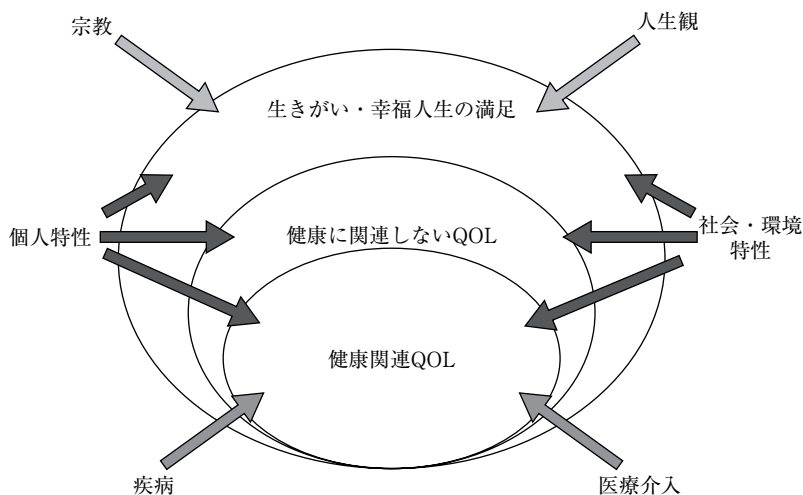 宗教
人生観
生きがい・幸福人生の満足
個人特性
健康に関連しないQOL
社会・環境
特性
健康関連QOL
疾病
医療介入